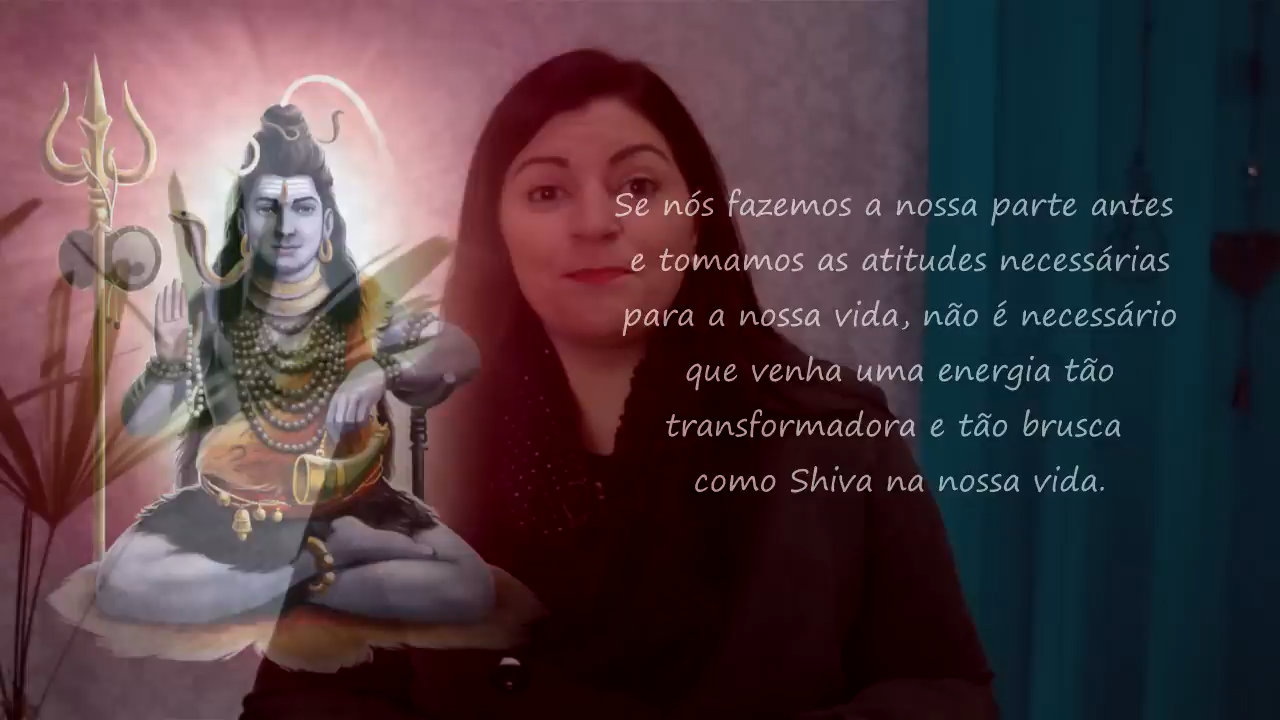 Se nós fazemos a nossa parte antes
e tomamos as atitudes necessárias
para a nossa vida, não é necessário
que venha uma energia tão
transformadora e tão brusca
como Shiva na nossa vida.